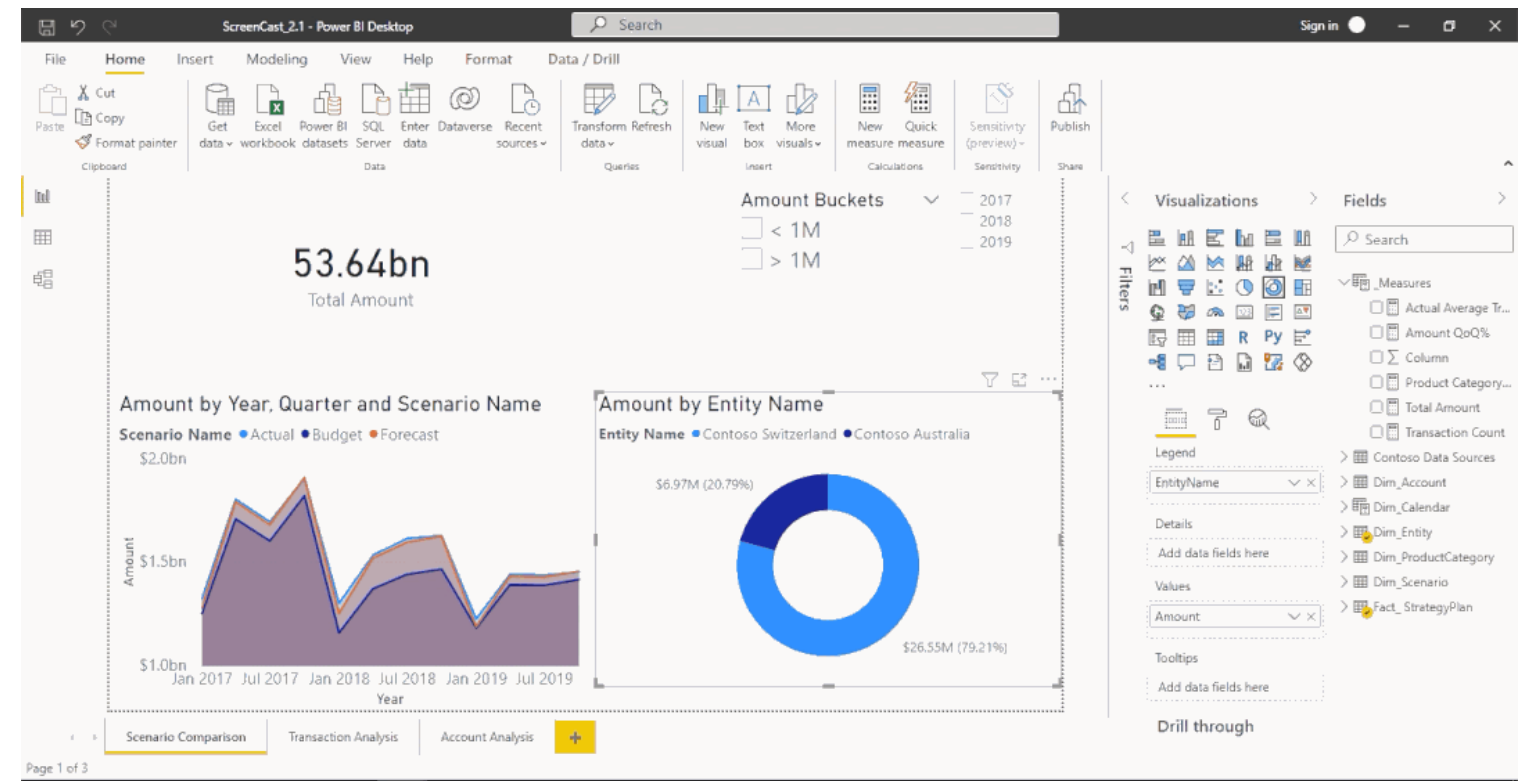 ScreenCast_2.1 - Power BI Desktop
Search
Sign in
File Home Insert Modeling View Help Format Data / Drill
Paste
Cut
Copy
Format painter
Clipboard
Get data
Excel workbook
Power BI datasets
SQL Server
Enter data
Dataverse
Recent sources
Data
Transform data
Refresh
Queries
New visual
Text box
More visuals
Insert
New measure
Quick measure
Calculations
Sensitivity (preview)
Sensitivity
Publish
Share
53.64bn
Total Amount
Amount Buckets
< 1M
> 1M
2017
2018
2019
Amount by Year, Quarter and Scenario Name
Scenario Name Actual Budget Forecast
$2.0bn
$1.5bn
$1.0bn
Amount
Jan 2017 Jul 2017 Jan 2018 Jul 2018 Jan 2019 Jul 2019
Year
Amount by Entity Name
Entity Name Contoso Switzerland Contoso Australia
$6.97M (20.79%)
$26.55M (79.21%)
Filters
Visualizations
R Py
...
Legend
EntityName
Details
Add data fields here
Values
Amount
Tooltips
Add data fields here
Drill through
Fields
Search
_Measures
Actual Average Tr...
Amount QoQ%
Column
Product Category...
Total Amount
Transaction Count
Contoso Data Sources
Dim_Account
Dim_Calendar
Dim_Entity
Dim_ProductCategory
Dim_Scenario
Fact_StrategyPlan
Scenario Comparison Transaction Analysis Account Analysis +
Page 1 of 3